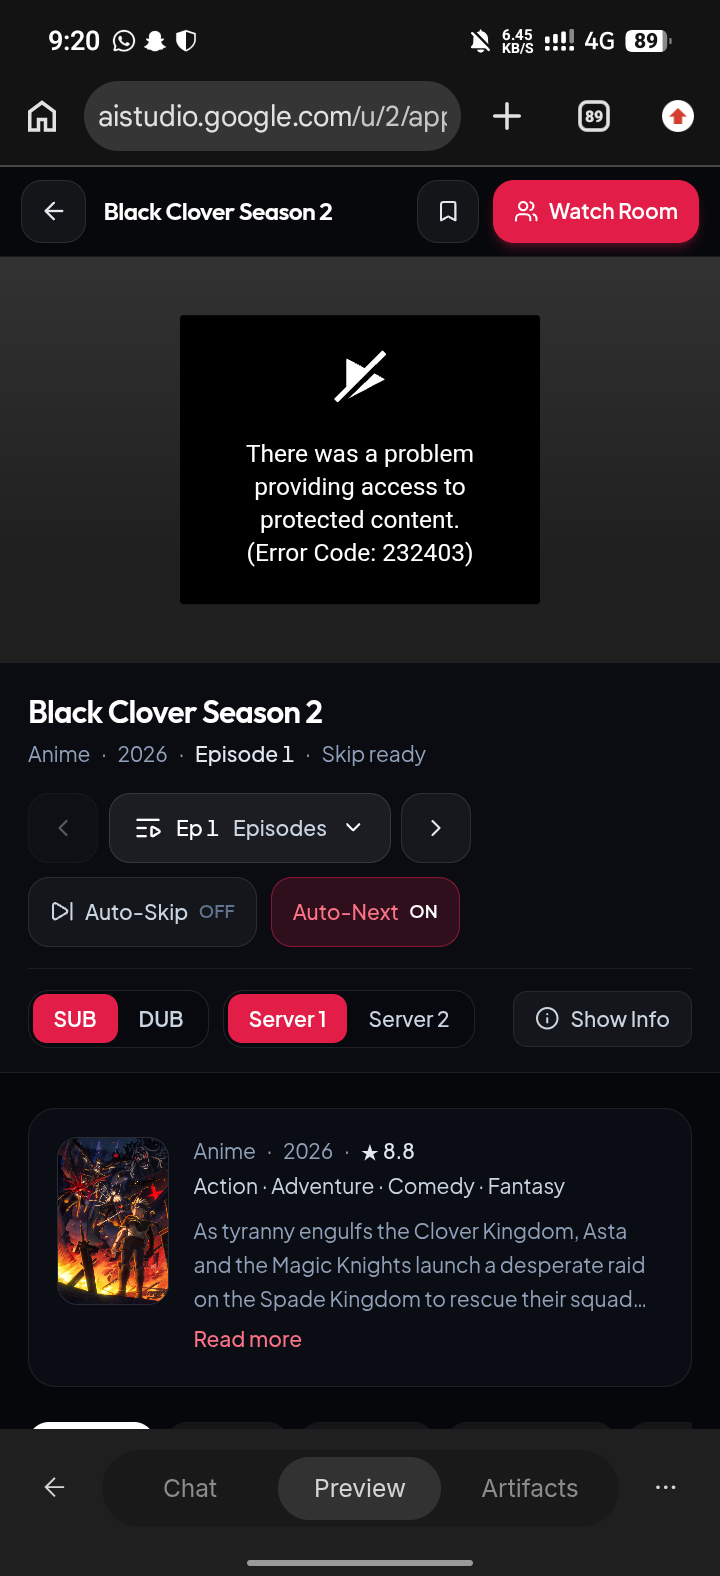 9:20
6.45
KB/S
4G
89
aistudio.google.com/u/2/app
89
Black Clover Season 2
Watch Room
There was a problem
providing access to
protected content.
(Error Code: 232403)
Black Clover Season 2
Anime · 2026 · Episode 1 · Skip ready
Ep 1 Episodes
Auto-Skip OFF
Auto-Next ON
SUB DUB
Server 1 Server 2
Show Info
Anime · 2026 · ★ 8.8
Action · Adventure · Comedy · Fantasy
As tyranny engulfs the Clover Kingdom, Asta
and the Magic Knights launch a desperate raid
on the Spade Kingdom to rescue their squad...
Read more
Chat Preview Artifacts